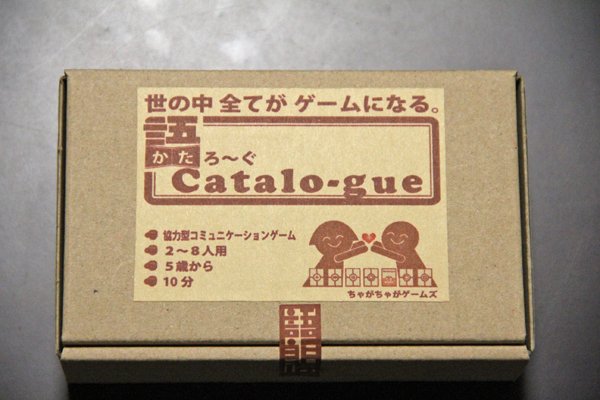 世の中 全てが ゲームになる。
語
かたろ～ぐ
Catalo-gue
協力型コミュニケーションゲーム
2～8人用
5歳から
10分
ちゃがちゃがゲームズ